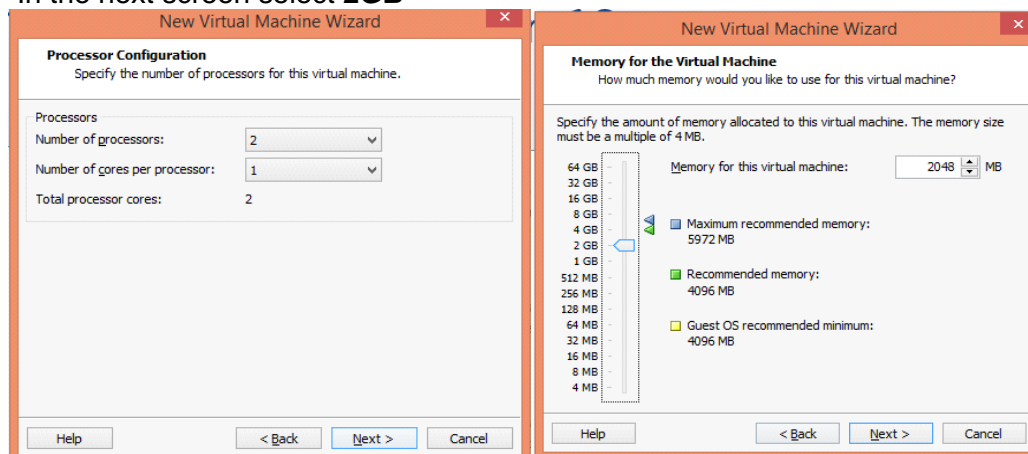 in the next screen select 2GB
New Virtual Machine Wizard
Processor Configuration
Specify the number of processors for this virtual machine.
Processors
Number of processors: 2
Number of cores per processor: 1
Total processor cores: 2
Help < Back Next > Cancel
New Virtual Machine Wizard
Memory for the Virtual Machine
How much memory would you like to use for this virtual machine?
Specify the amount of memory allocated to this virtual machine. The memory size
must be a multiple of 4 MB.
64 GB Memory for this virtual machine: 2048 MB
32 GB
16 GB
8 GB
Maximum recommended memory:
4 GB
5972 MB
2 GB
1 GB
Recommended memory:
512 MB
4096 MB
256 MB
128 MB
64 MB Guest OS recommended minimum:
32 MB 4096 MB
16 MB
8 MB
4 MB
Help < Back Next > Cancel